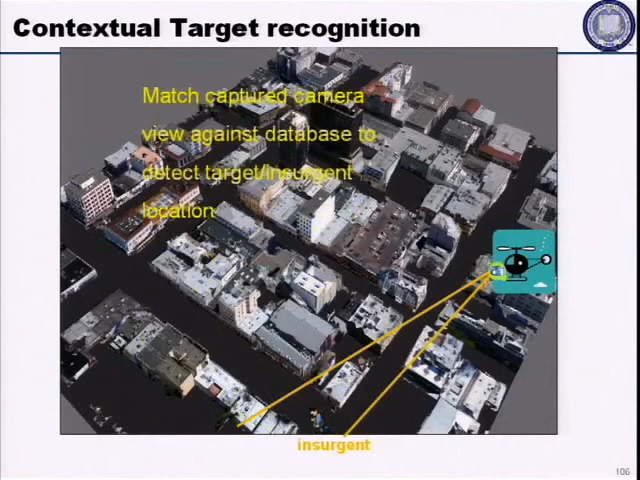 Contextual Target recognition
Match captured camera
view against database to
detect target/insurgent
location
insurgent
106